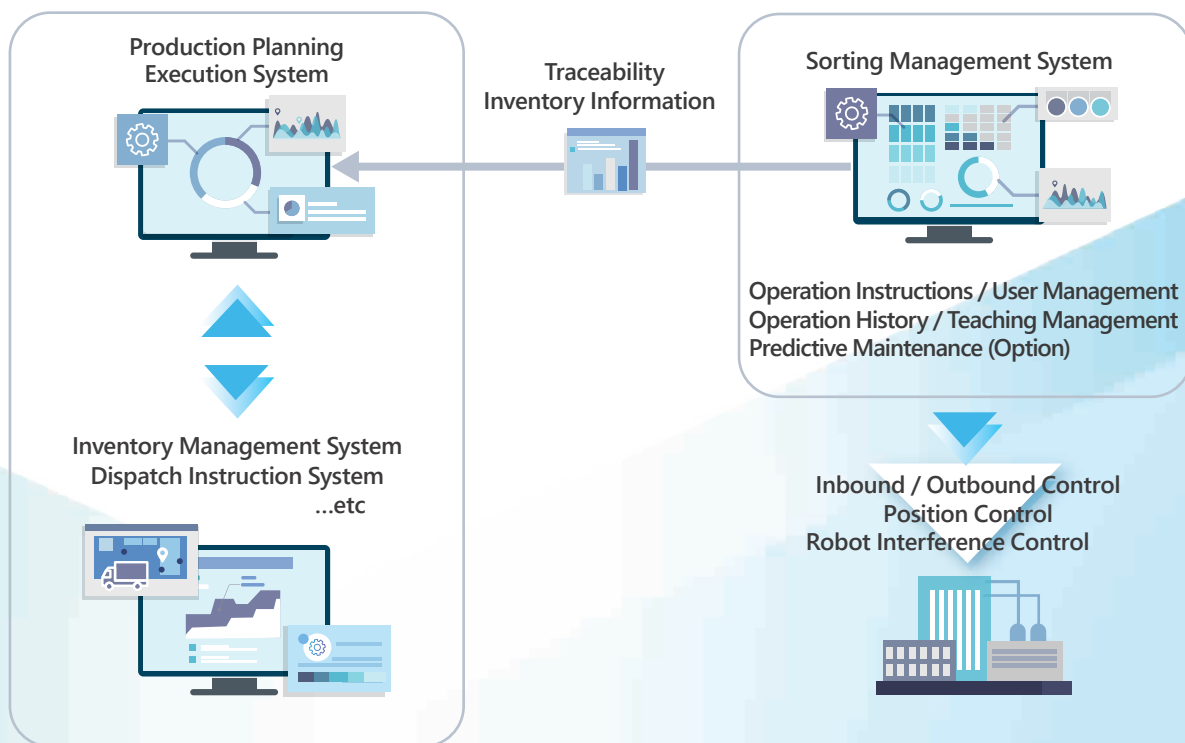 Production Planning
Execution System
Traceability
Inventory Information
Sorting Management System
Operation Instructions / User Management
Operation History / Teaching Management
Predictive Maintenance (Option)
Inventory Management System
Dispatch Instruction System
...etc
Inbound / Outbound Control
Position Control
Robot Interference Control